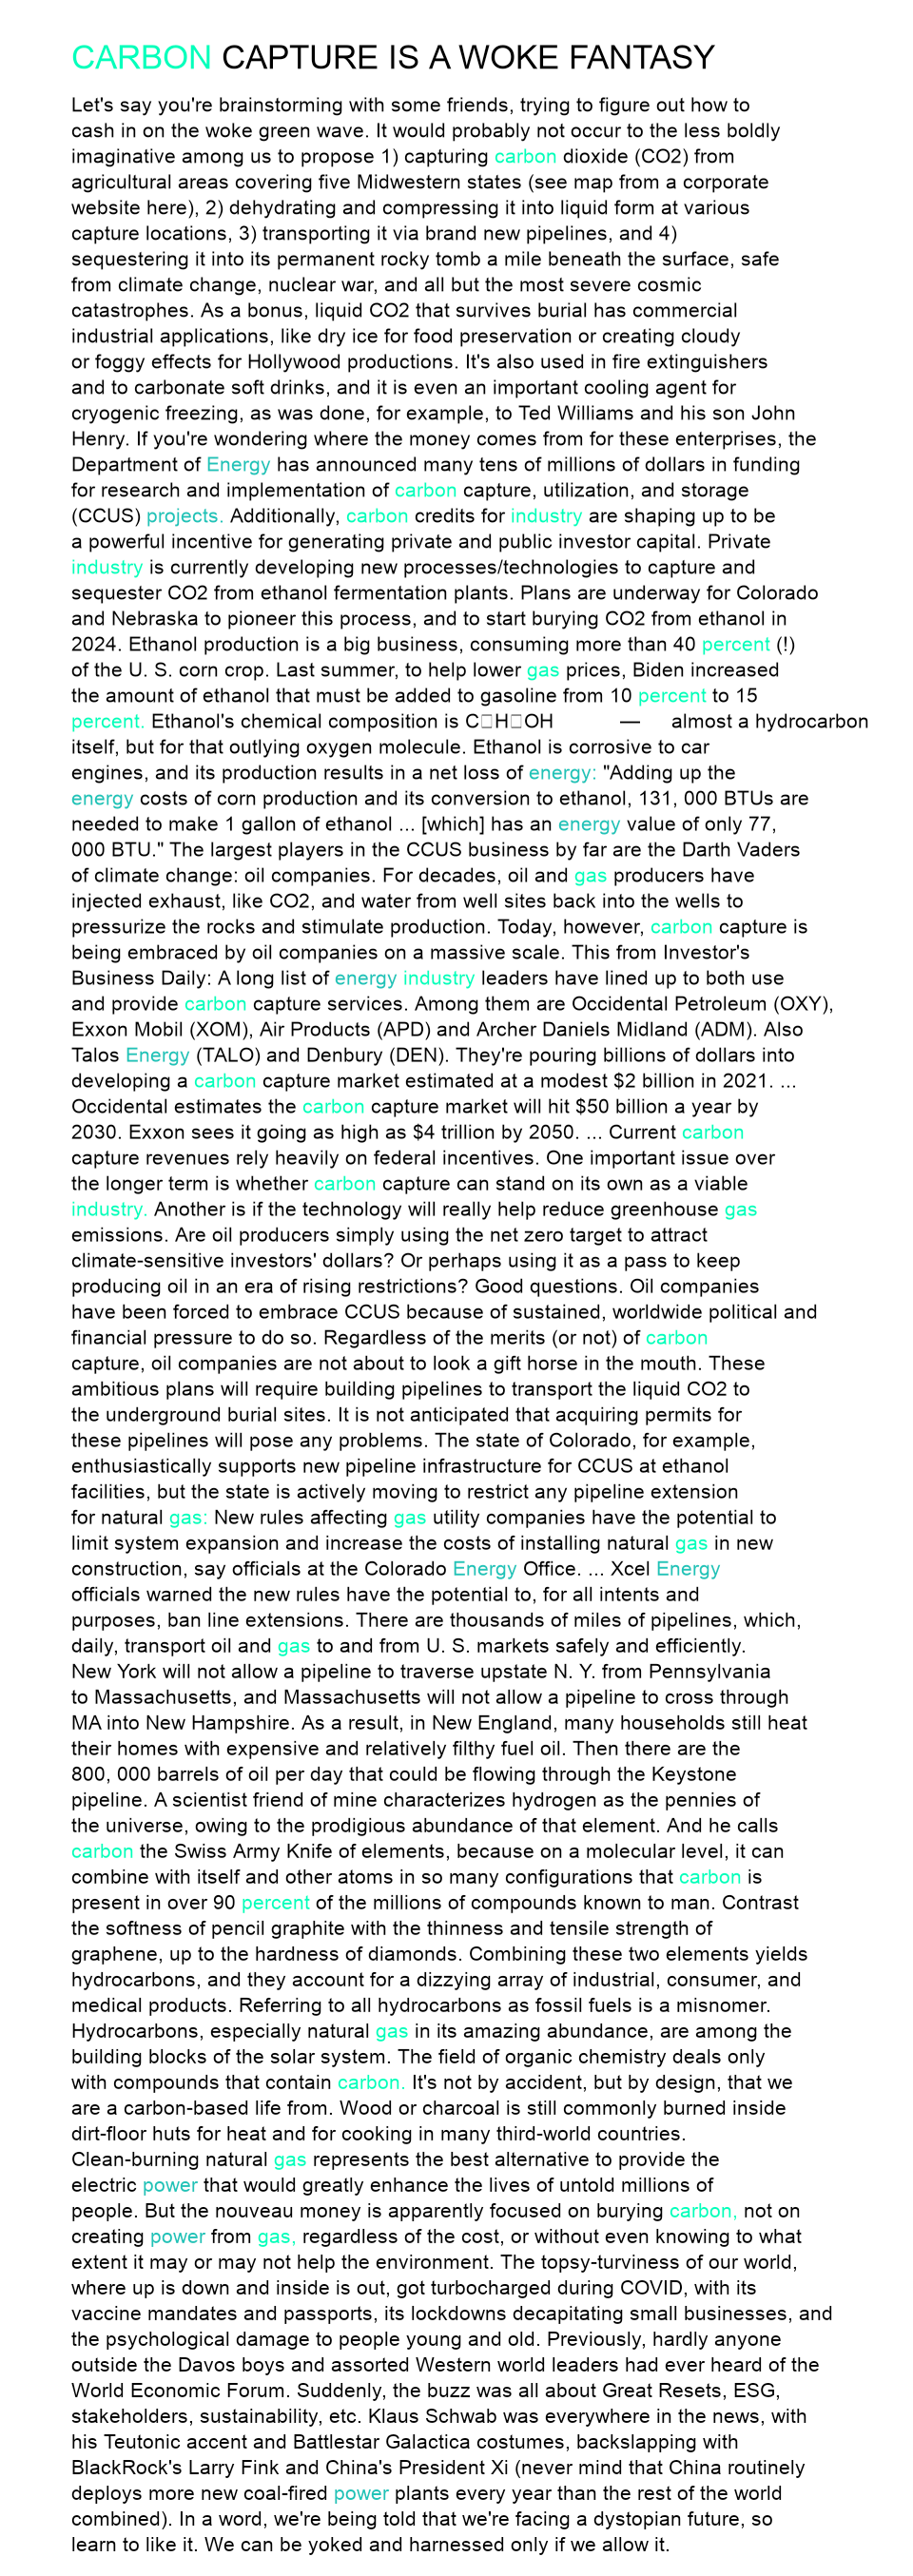 CARBON CAPTURE IS A WOKE FANTASY
Let's say you're brainstorming with some friends, trying to figure out how to
cash in on the woke green wave. It would probably not occur to the less boldly
imaginative among us to propose 1) capturing carbon dioxide (CO2) from
agricultural areas covering five Midwestern states (see map from a corporate
website here), 2) dehydrating and compressing it into liquid form at various
capture locations, 3) transporting it via brand new pipelines, and 4)
sequestering it into its permanent rocky tomb a mile beneath the surface, safe
from climate change, nuclear war, and all but the most severe cosmic
catastrophes. As a bonus, liquid CO2 that survives burial has commercial
industrial applications, like dry ice for food preservation or creating cloudy
or foggy effects for Hollywood productions. It's also used in fire extinguishers
and to carbonate soft drinks, and it is even an important cooling agent for
cryogenic freezing, as was done, for example, to Ted Williams and his son John
Henry. If you're wondering where the money comes from for these enterprises, the
Department of Energy has announced many tens of millions of dollars in funding
for research and implementation of carbon capture, utilization, and storage
(CCUS) projects. Additionally, carbon credits for industry are shaping up to be
a powerful incentive for generating private and public investor capital. Private
industry is currently developing new processes/technologies to capture and
sequester CO2 from ethanol fermentation plants. Plans are underway for Colorado
and Nebraska to pioneer this process, and to start burying CO2 from ethanol in
2024. Ethanol production is a big business, consuming more than 40 percent (!)
of the U. S. corn crop. Last summer, to help lower gas prices, Biden increased
the amount of ethanol that must be added to gasoline from 10 percent to 15
percent. Ethanol's chemical composition is C□H□OH — almost a hydrocarbon
itself, but for that outlying oxygen molecule. Ethanol is corrosive to car
engines, and its production results in a net loss of energy: "Adding up the
energy costs of corn production and its conversion to ethanol, 131, 000 BTUs are
needed to make 1 gallon of ethanol ... [which] has an energy value of only 77,
000 BTU." The largest players in the CCUS business by far are the Darth Vaders
of climate change: oil companies. For decades, oil and gas producers have
injected exhaust, like CO2, and water from well sites back into the wells to
pressurize the rocks and stimulate production. Today, however, carbon capture is
being embraced by oil companies on a massive scale. This from Investor's
Business Daily: A long list of energy industry leaders have lined up to both use
and provide carbon capture services. Among them are Occidental Petroleum (OXY),
Exxon Mobil (XOM), Air Products (APD) and Archer Daniels Midland (ADM). Also
Talos Energy (TALO) and Denbury (DEN). They're pouring billions of dollars into
developing a carbon capture market estimated at a modest $2 billion in 2021. ...
Occidental estimates the carbon capture market will hit $50 billion a year by
2030. Exxon sees it going as high as $4 trillion by 2050. ... Current carbon
capture revenues rely heavily on federal incentives. One important issue over
the longer term is whether carbon capture can stand on its own as a viable
industry. Another is if the technology will really help reduce greenhouse gas
emissions. Are oil producers simply using the net zero target to attract
climate-sensitive investors' dollars? Or perhaps using it as a pass to keep
producing oil in an era of rising restrictions? Good questions. Oil companies
have been forced to embrace CCUS because of sustained, worldwide political and
financial pressure to do so. Regardless of the merits (or not) of carbon
capture, oil companies are not about to look a gift horse in the mouth. These
ambitious plans will require building pipelines to transport the liquid CO2 to
the underground burial sites. It is not anticipated that acquiring permits for
these pipelines will pose any problems. The state of Colorado, for example,
enthusiastically supports new pipeline infrastructure for CCUS at ethanol
facilities, but the state is actively moving to restrict any pipeline extension
for natural gas: New rules affecting gas utility companies have the potential to
limit system expansion and increase the costs of installing natural gas in new
construction, say officials at the Colorado Energy Office. ... Xcel Energy
officials warned the new rules have the potential to, for all intents and
purposes, ban line extensions. There are thousands of miles of pipelines, which,
daily, transport oil and gas to and from U. S. markets safely and efficiently.
New York will not allow a pipeline to traverse upstate N. Y. from Pennsylvania
to Massachusetts, and Massachusetts will not allow a pipeline to cross through
MA into New Hampshire. As a result, in New England, many households still heat
their homes with expensive and relatively filthy fuel oil. Then there are the
800, 000 barrels of oil per day that could be flowing through the Keystone
pipeline. A scientist friend of mine characterizes hydrogen as the pennies of
the universe, owing to the prodigious abundance of that element. And he calls
carbon the Swiss Army Knife of elements, because on a molecular level, it can
combine with itself and other atoms in so many configurations that carbon is
present in over 90 percent of the millions of compounds known to man. Contrast
the softness of pencil graphite with the thinness and tensile strength of
graphene, up to the hardness of diamonds. Combining these two elements yields
hydrocarbons, and they account for a dizzying array of industrial, consumer, and
medical products. Referring to all hydrocarbons as fossil fuels is a misnomer.
Hydrocarbons, especially natural gas in its amazing abundance, are among the
building blocks of the solar system. The field of organic chemistry deals only
with compounds that contain carbon. It's not by accident, but by design, that we
are a carbon-based life from. Wood or charcoal is still commonly burned inside
dirt-floor huts for heat and for cooking in many third-world countries.
Clean-burning natural gas represents the best alternative to provide the
electric power that would greatly enhance the lives of untold millions of
people. But the nouveau money is apparently focused on burying carbon, not on
creating power from gas, regardless of the cost, or without even knowing to what
extent it may or may not help the environment. The topsy-turviness of our world,
where up is down and inside is out, got turbocharged during COVID, with its
vaccine mandates and passports, its lockdowns decapitating small businesses, and
the psychological damage to people young and old. Previously, hardly anyone
outside the Davos boys and assorted Western world leaders had ever heard of the
World Economic Forum. Suddenly, the buzz was all about Great Resets, ESG,
stakeholders, sustainability, etc. Klaus Schwab was everywhere in the news, with
his Teutonic accent and Battlestar Galactica costumes, backslapping with
BlackRock's Larry Fink and China's President Xi (never mind that China routinely
deploys more new coal-fired power plants every year than the rest of the world
combined). In a word, we're being told that we're facing a dystopian future, so
learn to like it. We can be yoked and harnessed only if we allow it.